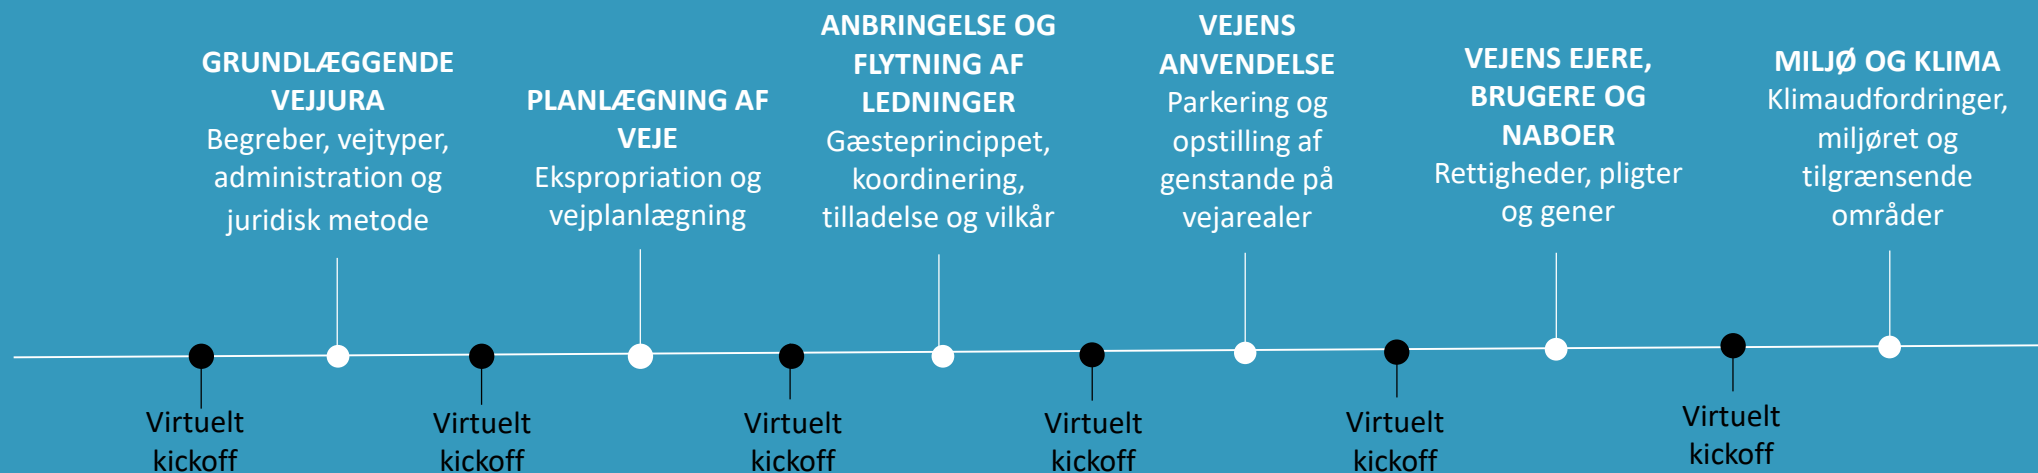 GRUNDLÆGGENDE
VEJJURA
Begreber, vejtyper,
administration og
juridisk metode
PLANLÆGNING AF
VEJE
Ekspropriation og
vejplanlægning
ANBRINGELSE OG
FLYTNING AF
LEDNINGER
Gæsteprincippet,
koordinering,
tilladelse og vilkår
VEJENS
ANVENDELSE
Parkering og
opstilling af
genstande på
vejarealer
VEJENS EJERE,
BRUGERE OG
NABOER
Rettigheder, pligter
og gener
MILJØ OG KLIMA
Klimaudfordringer,
miljøret og
tilgrænsende
områder
Virtuelt
kickoff
Virtuelt
kickoff
Virtuelt
kickoff
Virtuelt
kickoff
Virtuelt
kickoff
Virtuelt
kickoff